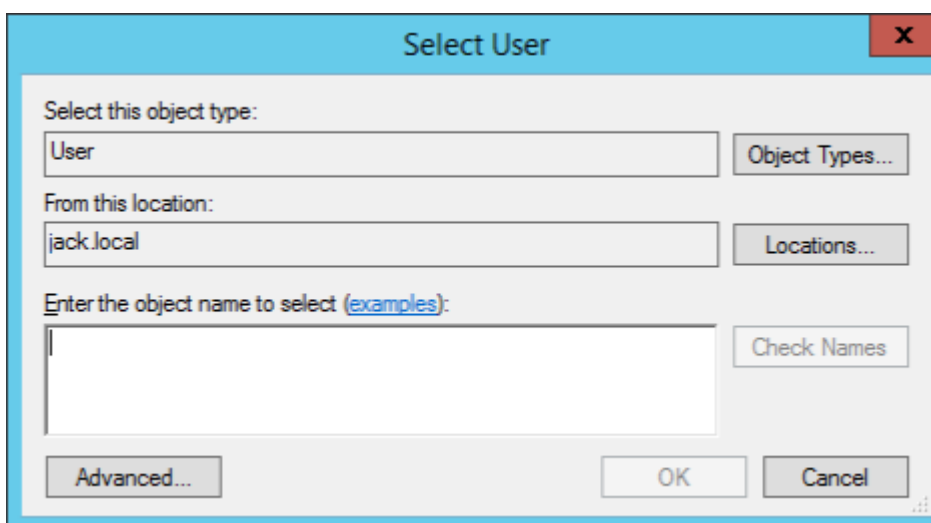 Select User
x
Select this object type:
User
Object Types...
From this location:
jack.local
Locations...
Enter the object name to select (examples):
Check Names
Advanced...
OK
Cancel